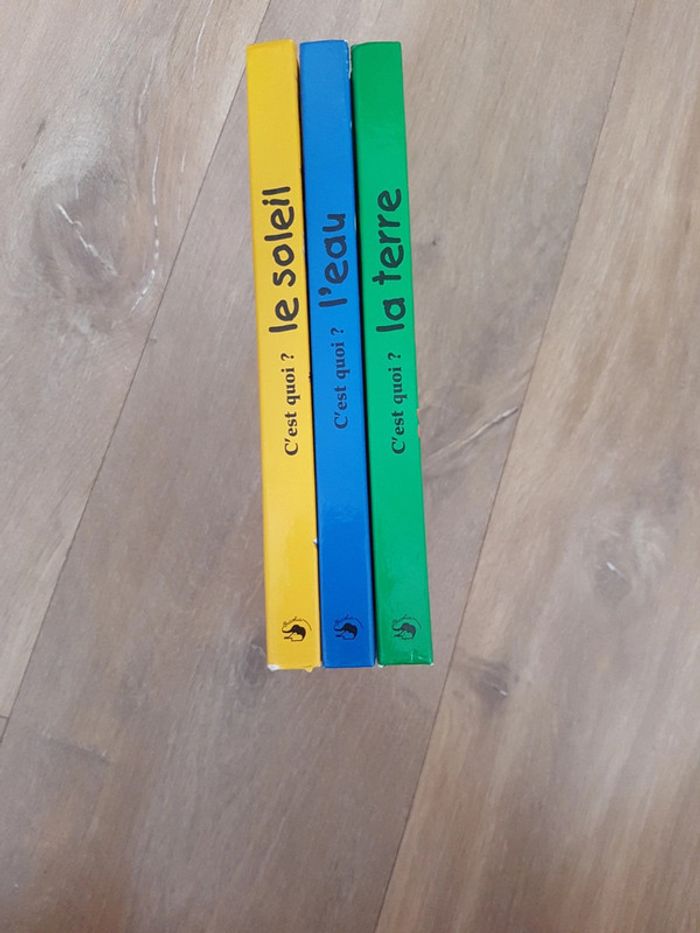 C'est quoi ? le soleil
C'est quoi ? l'eau
C'est quoi ? la terre